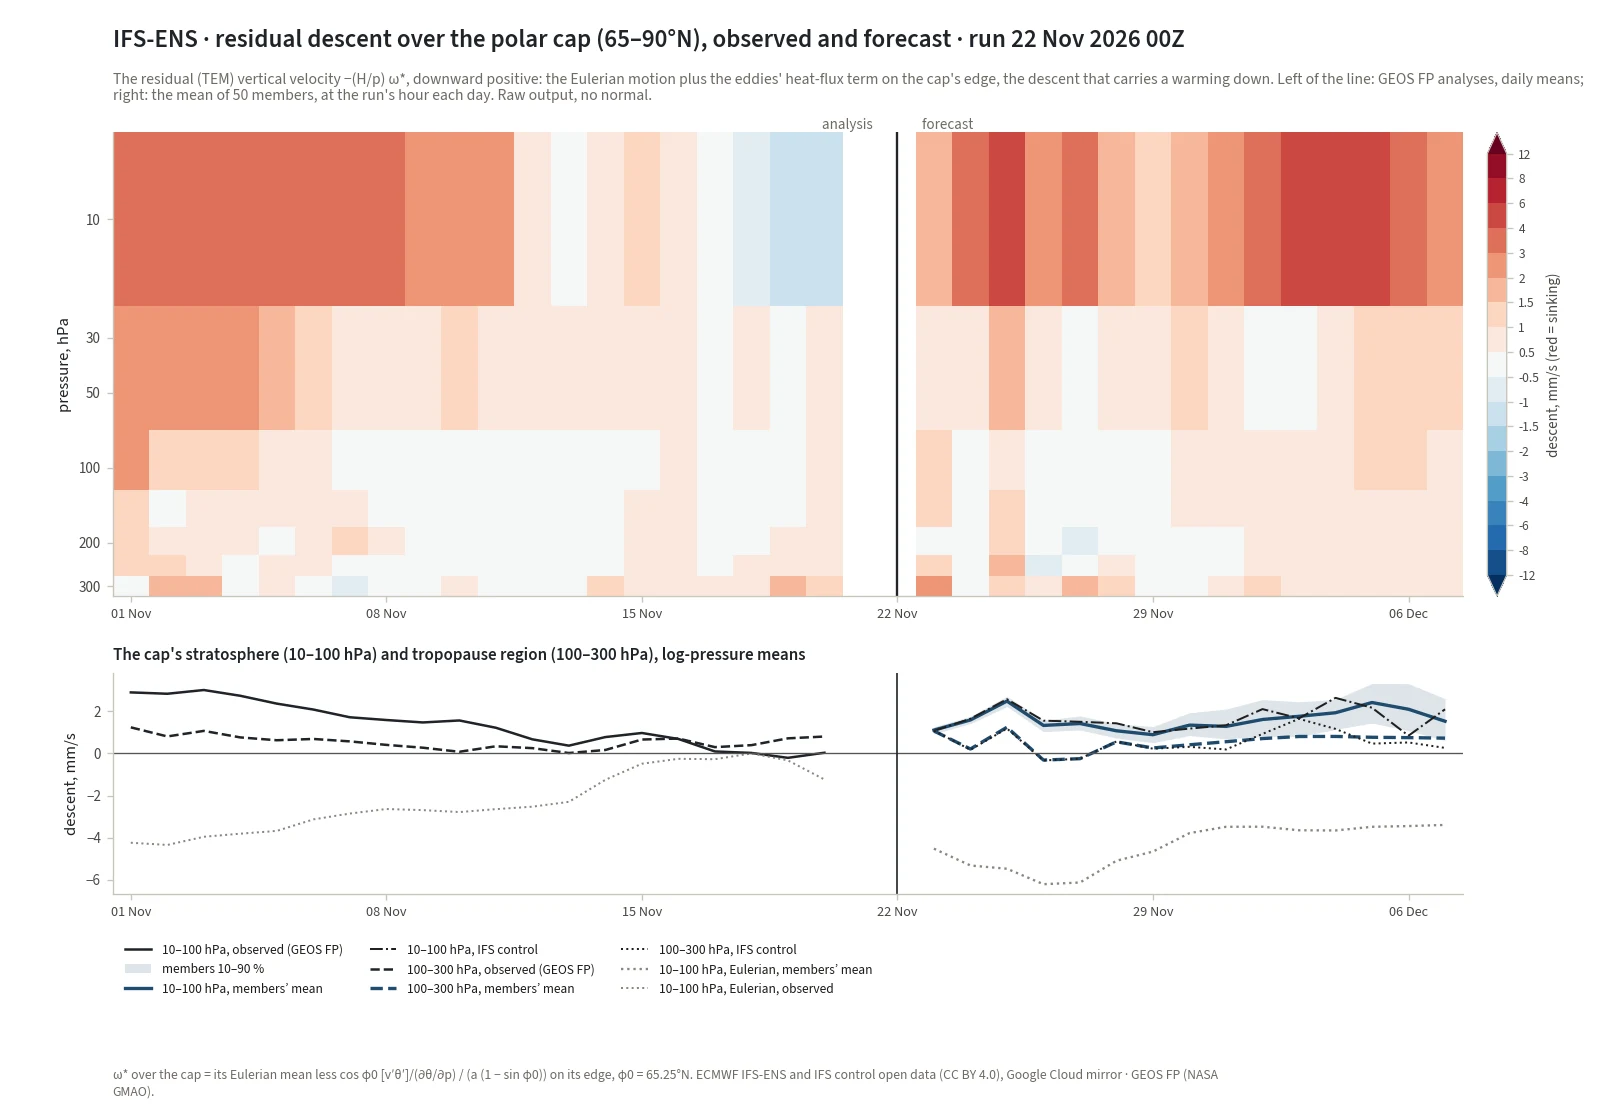 IFS-ENS · residual descent over the polar cap (65–90°N), observed and forecast · run 22 Nov 2026 00Z
The residual (TEM) vertical velocity −(H/p) ω*, downward positive: the Eulerian motion plus the eddies' heat-flux term on the cap's edge, the descent that carries a warming down. Left of the line: GEOS FP analyses, daily means;
right: the mean of 50 members, at the run's hour each day. Raw output, no normal.
analysis
forecast
pressure, hPa
10
30
50
100
200
300
01 Nov
08 Nov
15 Nov
22 Nov
29 Nov
06 Dec
12
8
6
4
3
2
1.5
1
0.5
-0.5
-1
-1.5
-2
-3
-4
-6
-8
-12
descent, mm/s (red = sinking)
The cap's stratosphere (10–100 hPa) and tropopause region (100–300 hPa), log-pressure means
descent, mm/s
2
0
−2
−4
−6
01 Nov
08 Nov
15 Nov
22 Nov
29 Nov
06 Dec
10–100 hPa, observed (GEOS FP)
members 10–90 %
10–100 hPa, members’ mean
10–100 hPa, IFS control
100–300 hPa, observed (GEOS FP)
100–300 hPa, members’ mean
100–300 hPa, IFS control
10–100 hPa, Eulerian, members’ mean
10–100 hPa, Eulerian, observed
ω* over the cap = its Eulerian mean less cos φ0 [v′θ′]/(∂θ/∂p) / (a (1 − sin φ0)) on its edge, φ0 = 65.25°N. ECMWF IFS-ENS and IFS control open data (CC BY 4.0), Google Cloud mirror · GEOS FP (NASA
GMAO).